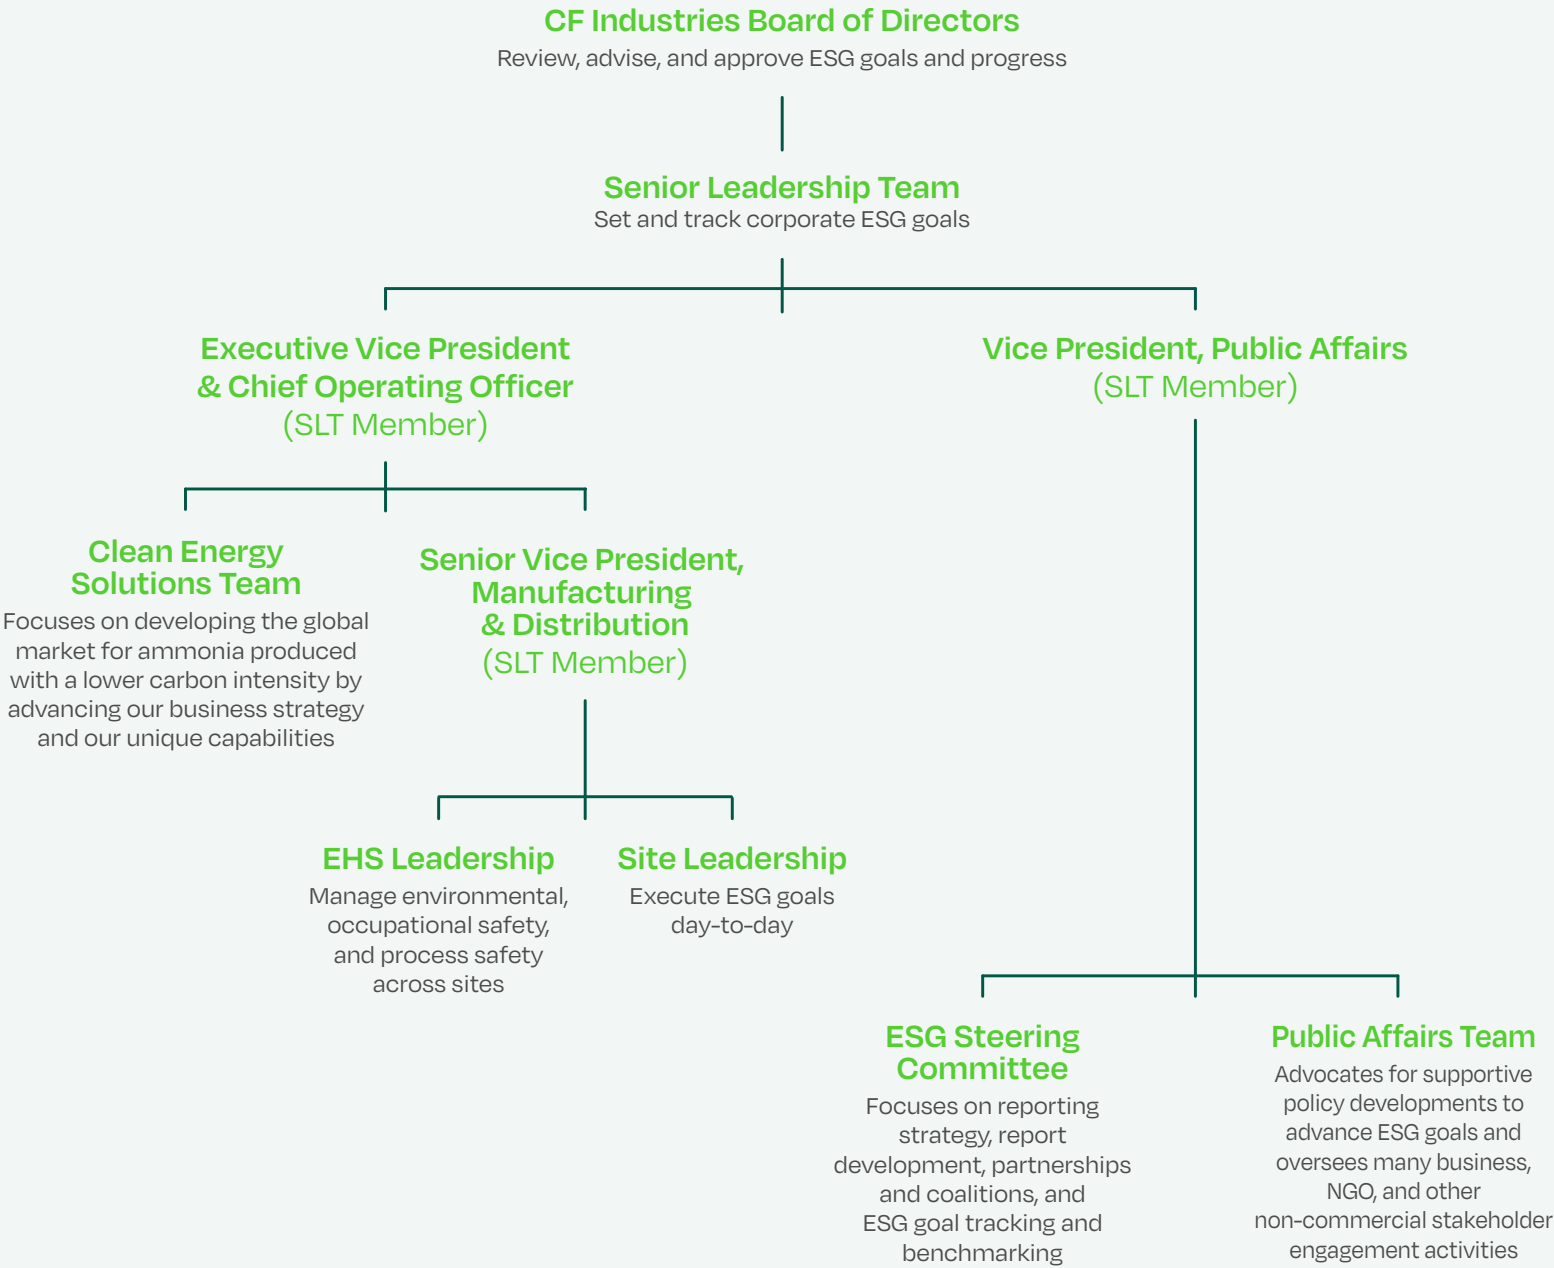 CF Industries Board of Directors
Review, advise, and approve ESG goals and progress
Senior Leadership Team
Set and track corporate ESG goals
Executive Vice President
& Chief Operating Officer
(SLT Member)
Vice President, Public Affairs
(SLT Member)
Clean Energy
Solutions Team
Focuses on developing the global
market for ammonia produced
with a lower carbon intensity by
advancing our business strategy
and our unique capabilities
Senior Vice President,
Manufacturing
& Distribution
(SLT Member)
EHS Leadership
Manage environmental,
occupational safety,
and process safety
across sites
Site Leadership
Execute ESG goals
day-to-day
ESG Steering
Committee
Focuses on reporting
strategy, report
development, partnerships
and coalitions, and
ESG goal tracking and
benchmarking
Public Affairs Team
Advocates for supportive
policy developments to
advance ESG goals and
oversees many business,
NGO, and other
non-commercial stakeholder
engagement activities